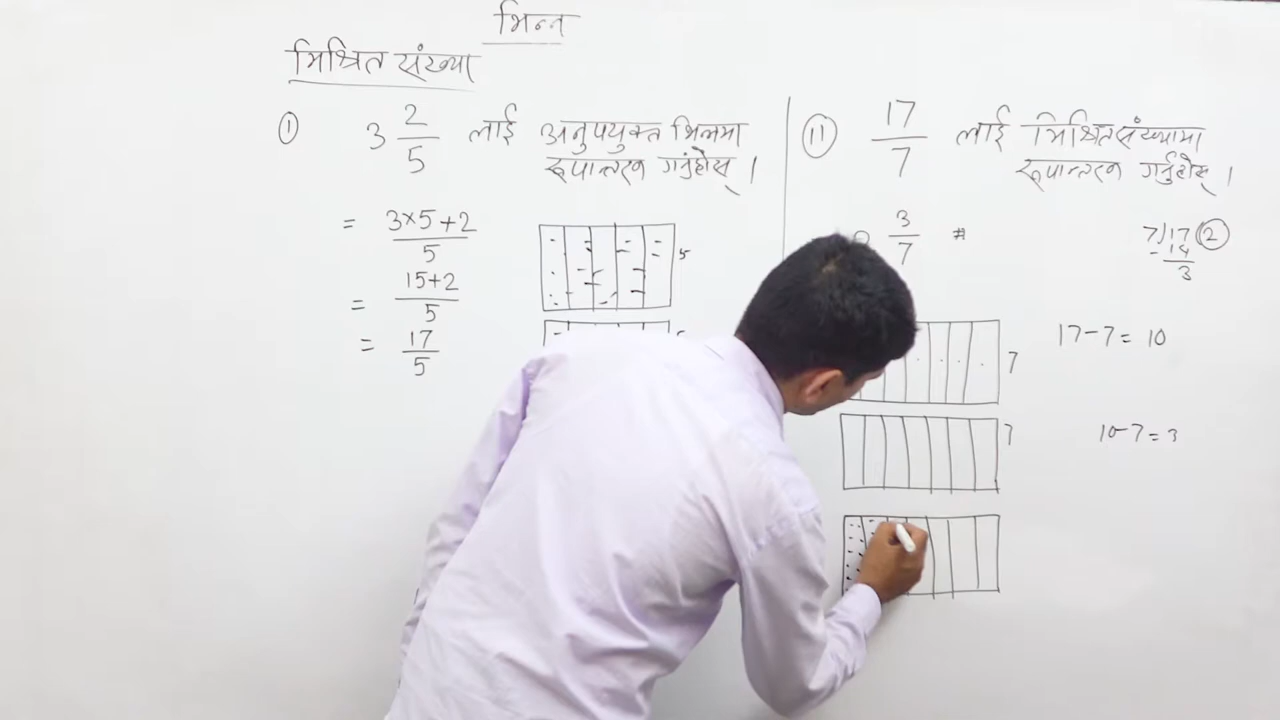 भिन्न
मिश्रित संख्या
① 3 2/5 लाई अनुपयुक्त भिन्नमा
रूपान्तरण गर्नुहोस् ।
= 3×5+2/5
= 15+2/5
= 17/5
5
11 17/7 लाई मिश्रित संख्यामा
रूपान्तरण गर्नुहोस् ।
3/7 #
7)17(2
-14
3
7
17-7= 10
7
10-7=3